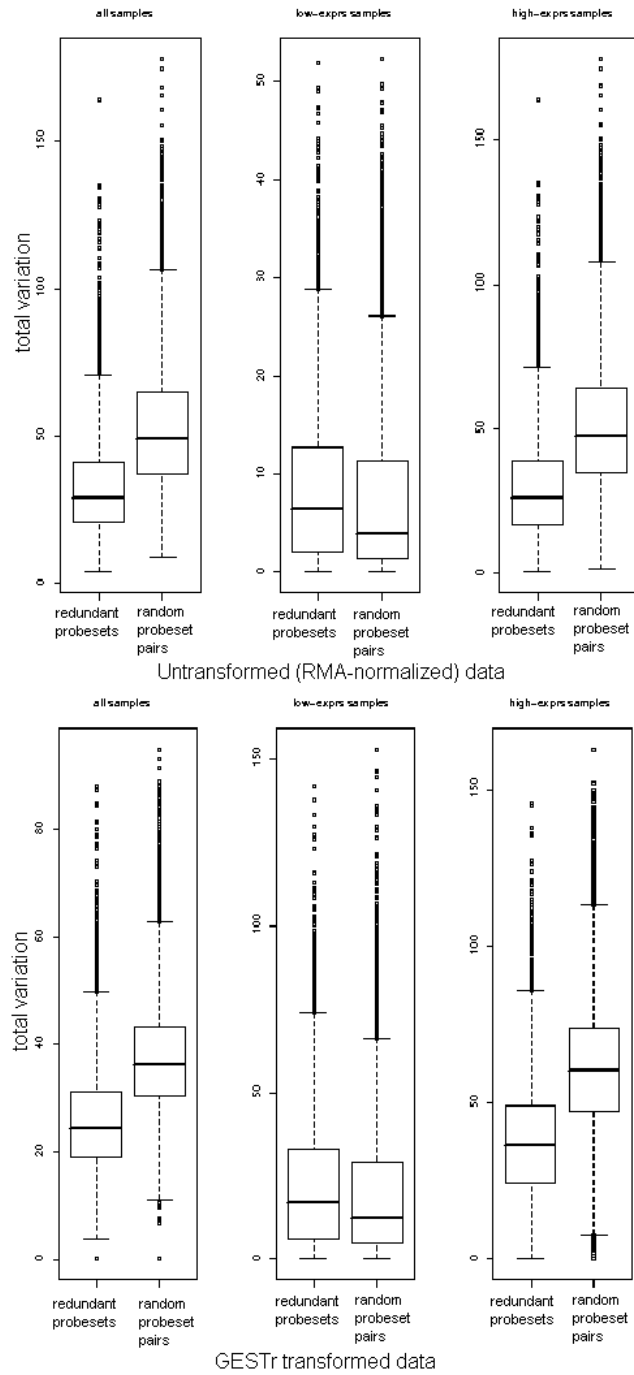 all samples
low-exprs samples
high-exprs samples
total variation
0
50
100
150
0
10
20
30
40
50
0
50
100
150
redundant
probesets
random
probeset
pairs
redundant
probesets
random
probeset
pairs
redundant
probesets
random
probeset
pairs
Untransformed (RMA-normalized) data
all samples
low-exprs samples
high-exprs samples
total variation
0
20
40
60
80
0
50
100
150
0
50
100
150
redundant
probesets
random
probeset
pairs
redundant
probesets
random
probeset
pairs
redundant
probesets
random
probeset
pairs
GESTr transformed data